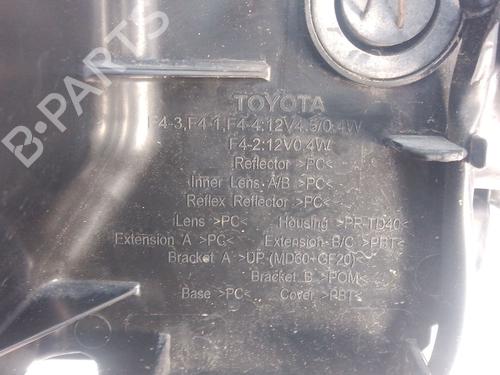 B-PARTS
TOYOTA
F4-3,F4-1,F4-4:12V4.5/0.4W
F4-2:12V0.4W
Reflector >PC<
Inner Lens A/B >PC<
Reflex Reflector >PC<
Lens >PC< Housing >PP-TD40<
Extension A >PC< Extension B/C >PBT<
Bracket A >UP-(MD60+GF20)<
Bracket B >POM<
Base >PC< Cover >PBT<